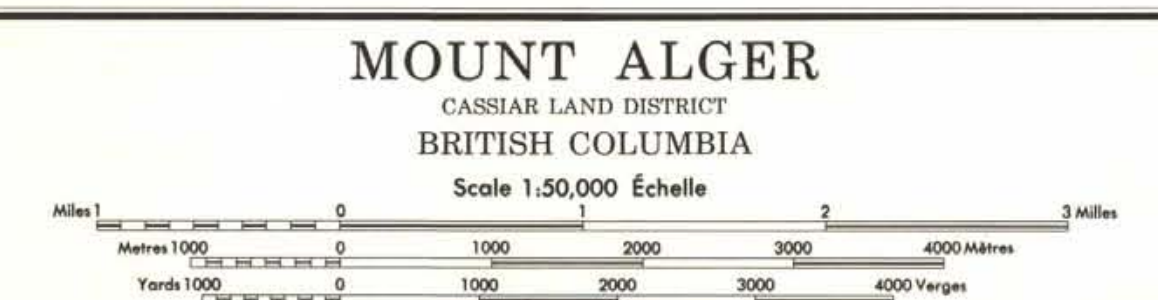 MOUNT ALGER
CASSIAR LAND DISTRICT
BRITISH COLUMBIA
Scale 1:50,000 Échelle
Miles 1 0 1 2 3 Milles
Metres 1000 0 1000 2000 3000 4000 Mètres
Yards 1000 0 1000 2000 3000 4000 Verges